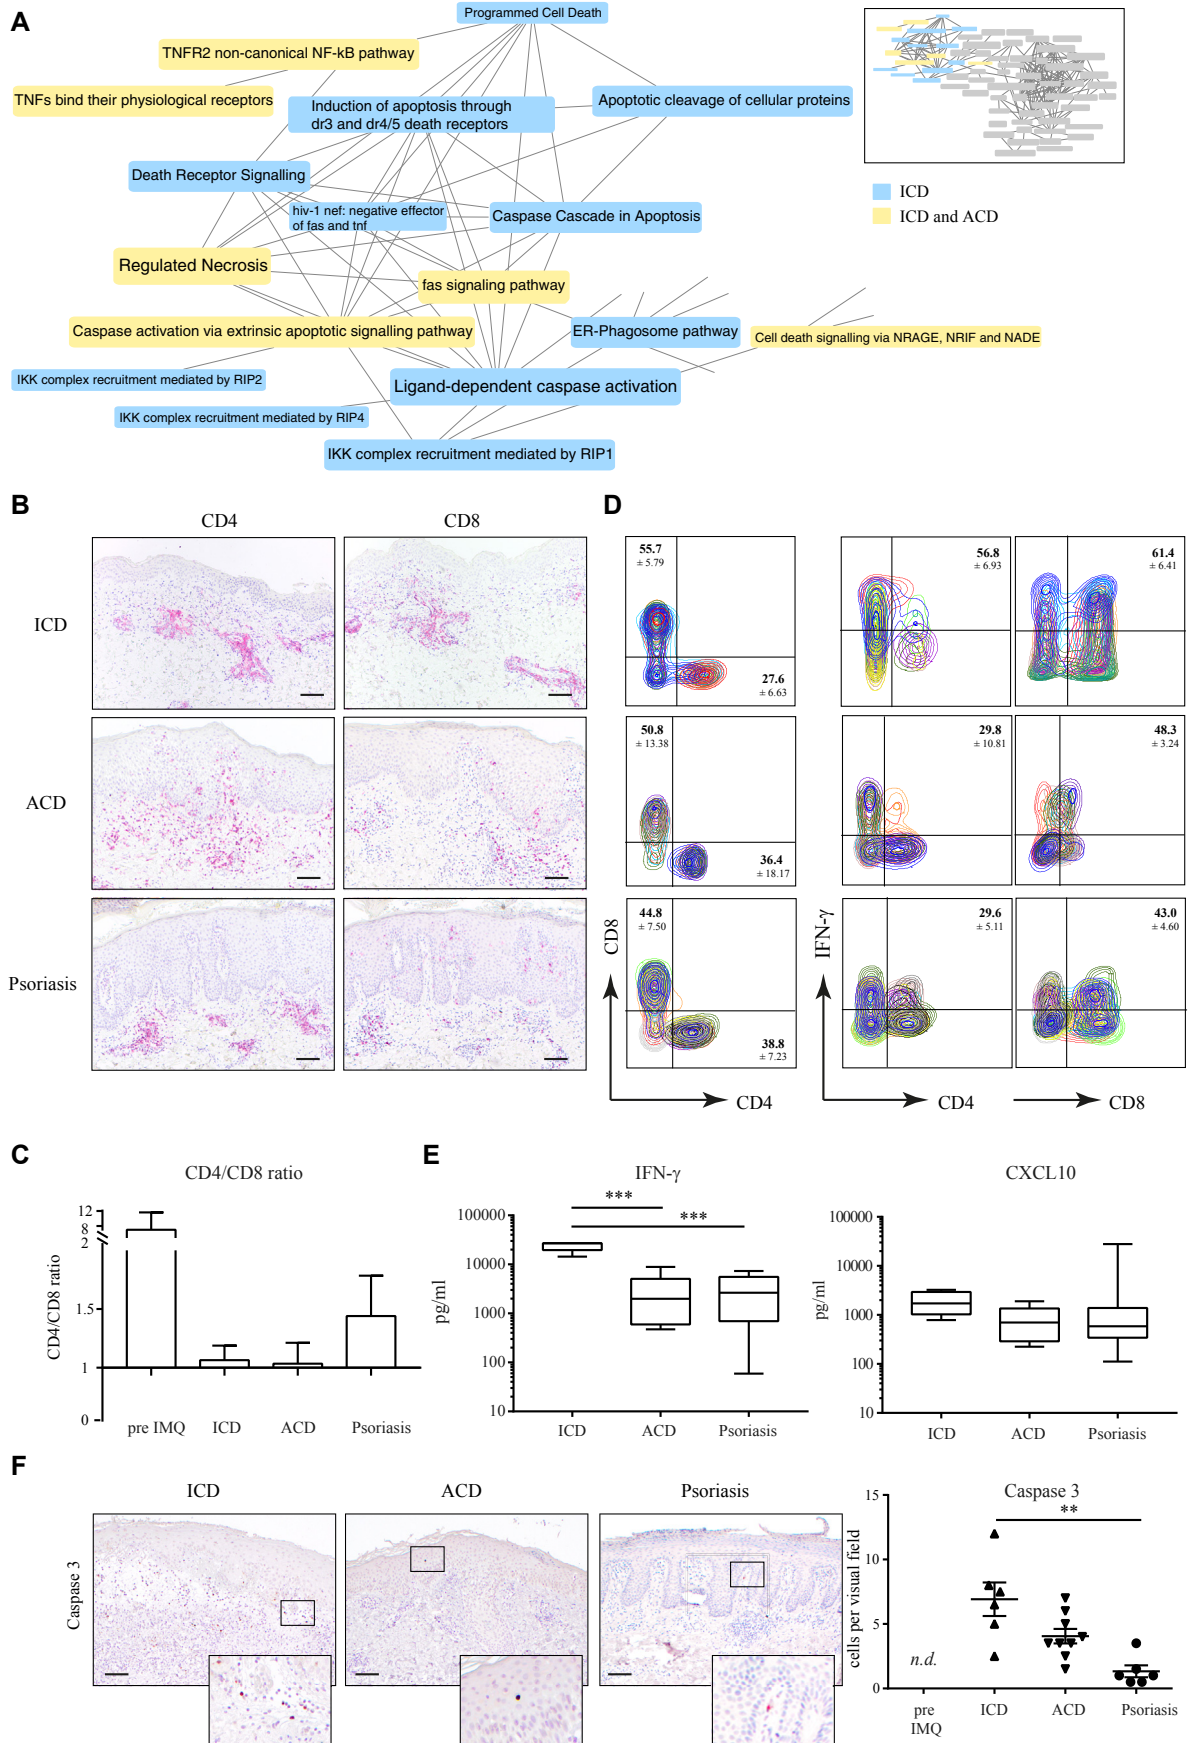 A
Programmed Cell Death
TNFR2 non-canonical NF-kB pathway
TNFs bind their physiological receptors
Induction of apoptosis through
dr3 and dr4/5 death receptors
Apoptotic cleavage of cellular proteins
Death Receptor Signalling
hiv-1 nef: negative effector
of fas and tnf
Caspase Cascade in Apoptosis
Regulated Necrosis
fas signaling pathway
Caspase activation via extrinsic apoptotic signalling pathway
ER-Phagosome pathway
Cell death signalling via NRAGE, NRIF and NADE
IKK complex recruitment mediated by RIP2
Ligand-dependent caspase activation
IKK complex recruitment mediated by RIP4
IKK complex recruitment mediated by RIP1
ICD
ICD and ACD
B
CD4
CD8
ICD
ACD
Psoriasis
D
55.7
± 5.79
27.6
± 6.63
56.8
± 6.93
61.4
± 6.41
50.8
± 13.38
36.4
± 18.17
29.8
± 10.81
48.3
± 3.24
44.8
± 7.50
38.8
± 7.23
29.6
± 5.11
43.0
± 4.60
CD8
CD4
IFN-γ
CD4
CD8
C
CD4/CD8 ratio
CD4/CD8 ratio
12
8
2
1.5
1
0
pre IMQ
ICD
ACD
Psoriasis
E
IFN-γ
***
***
pg/ml
100000
10000
1000
100
10
ICD
ACD
Psoriasis
CXCL10
pg/ml
100000
10000
1000
100
10
ICD
ACD
Psoriasis
F
ICD
ACD
Psoriasis
Caspase 3
Caspase 3
**
cells per visual field
15
10
5
0
n.d.
pre
IMQ
ICD
ACD
Psoriasis